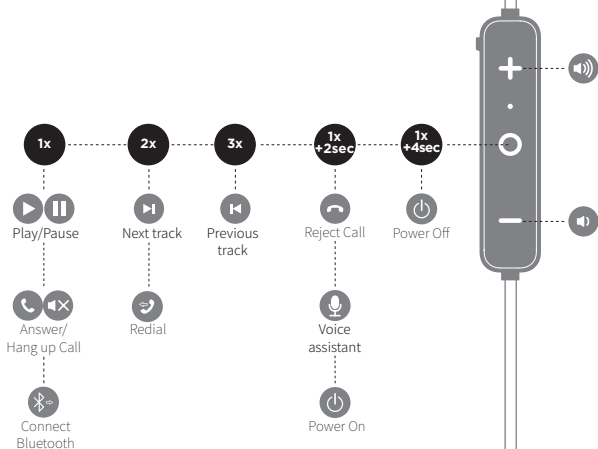 1x
2x
3x
1x
+2sec
1x
+4sec
Play/Pause
Next track
Previous
track
Reject Call
Power Off
Answer/
Hang up Call
Redial
Voice
assistant
Connect
Bluetooth
Power On